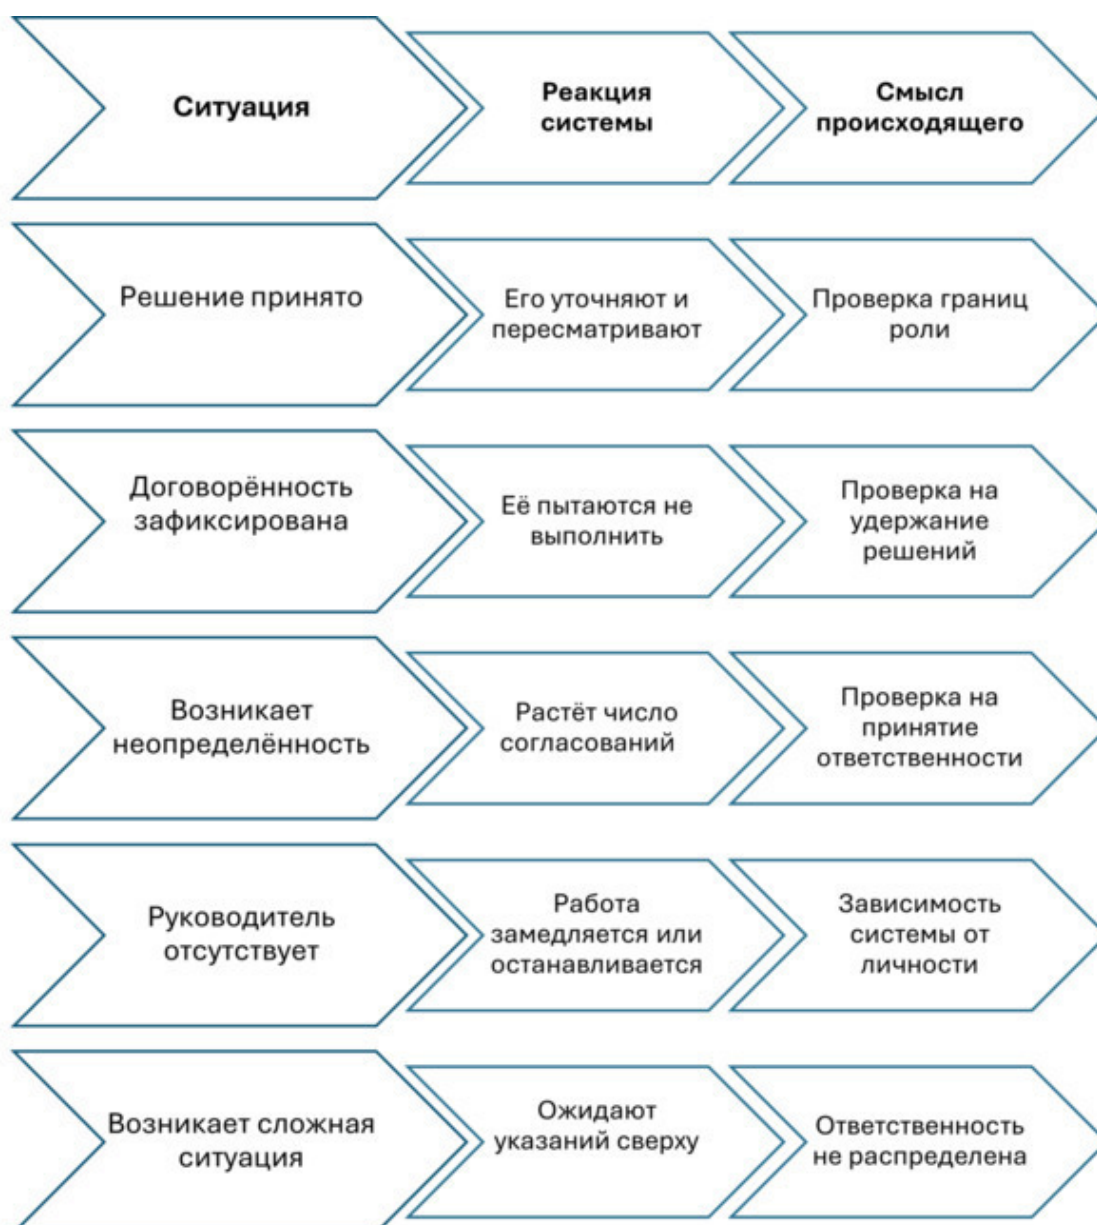 Ситуация
Реакция
системы
Смысл
происходящего
Решение принято
Его уточняют и
пересматривают
Проверка границ
роли
Договорённость
зафиксирована
Её пытаются не
выполнить
Проверка на
удержание
решений
Возникает
неопределённость
Растёт число
согласований
Проверка на
принятие
ответственности
Руководитель
отсутствует
Работа
замедляется или
останавливается
Зависимость
системы от
личности
Возникает сложная
ситуация
Ожидают
указаний сверху
Ответственность
не распределена